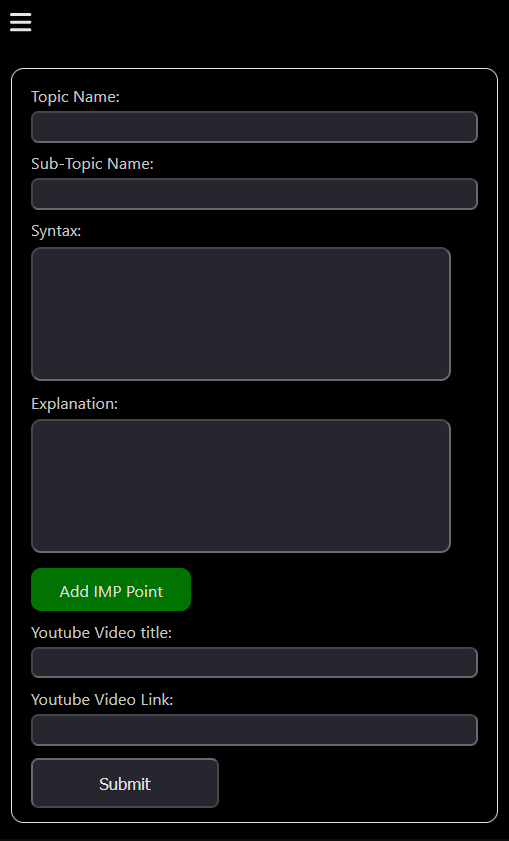 Topic Name:
Sub-Topic Name:
Syntax:
Explanation:
Add IMP Point
Youtube Video title:
Youtube Video Link:
Submit